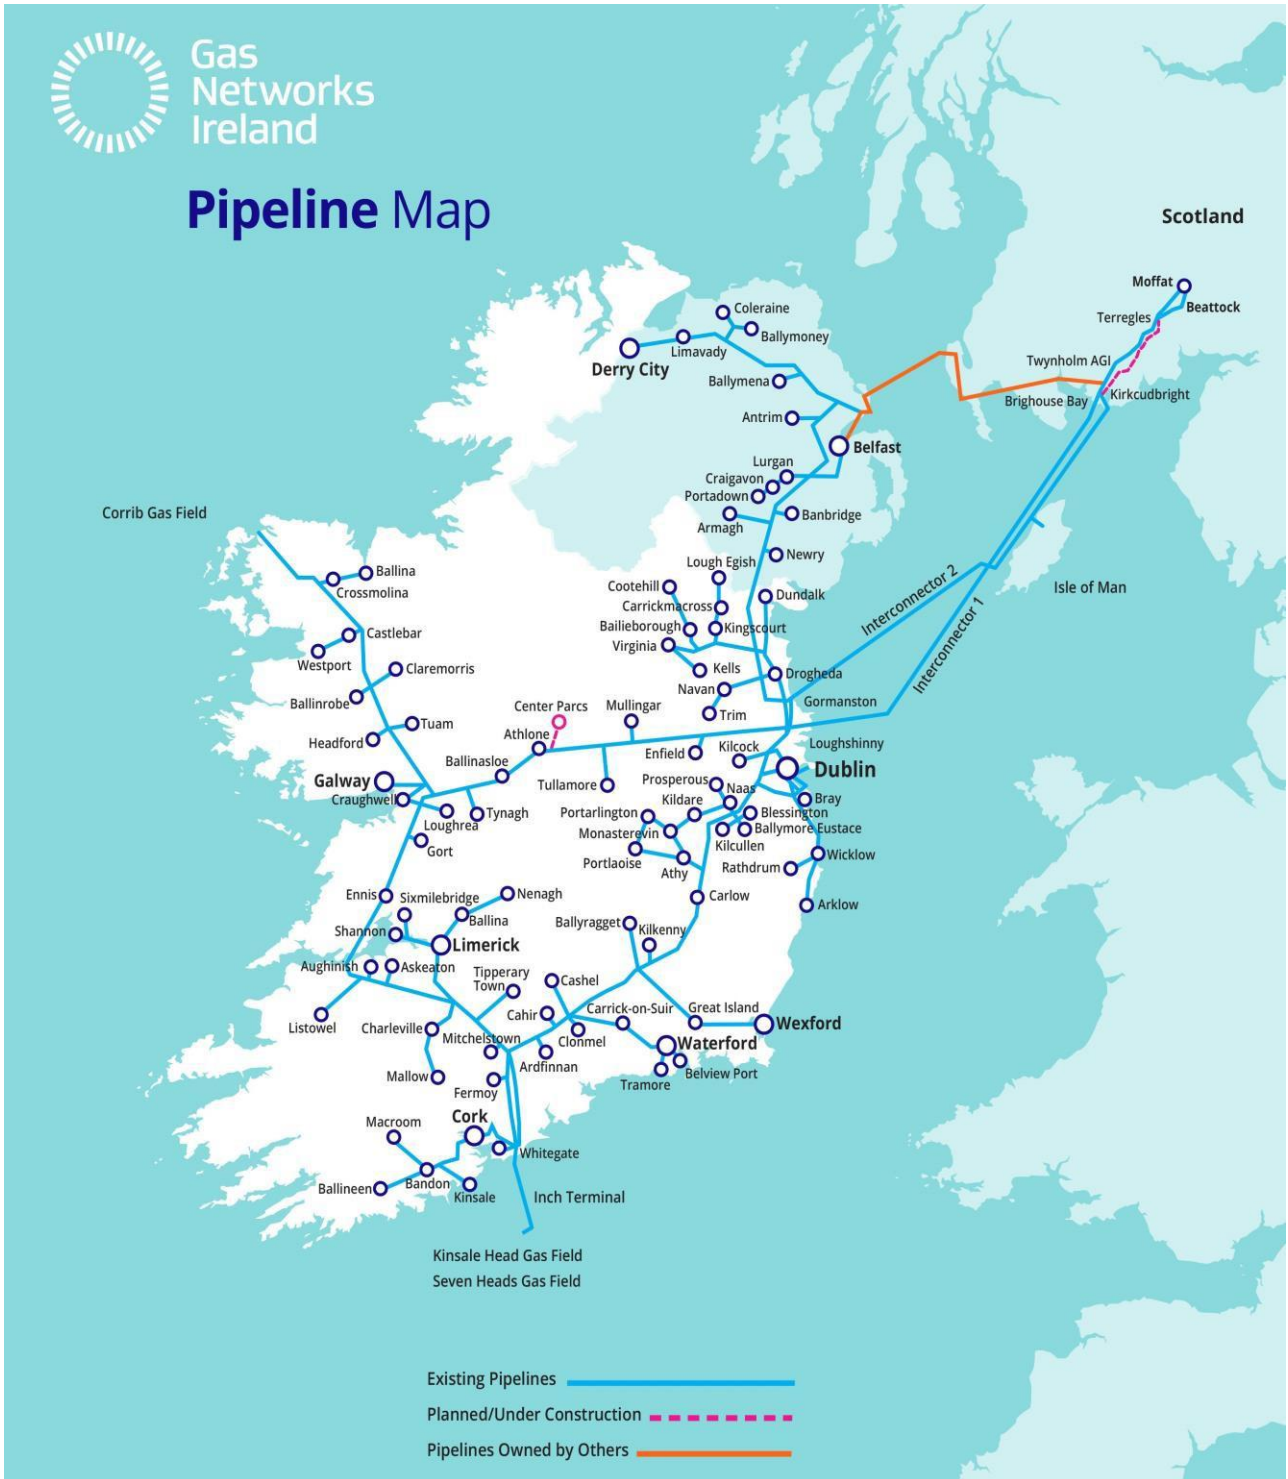 Gas
Networks
Ireland
Pipeline Map
Scotland
Moffat
Beattock
Terregles
Twynholm AGI
Brighouse Bay
Kirkcudbright
Coleraine
Ballymoney
Limavady
Derry City
Ballymena
Antrim
Belfast
Lurgan
Craigavon
Portadown
Armagh
Banbridge
Newry
Corrib Gas Field
Lough Egish
Cootehill
Dundalk
Carrickmacross
Bailieborough
Kingscourt
Virginia
Kells
Drogheda
Navan
Trim
Gormanston
Interconnector 2
Interconnector 1
Isle of Man
Ballina
Crossmolina
Castlebar
Westport
Claremorris
Ballinrobe
Tuam
Headford
Center Parcs
Mullingar
Athlone
Ballinasloe
Enfield
Kilcock
Loughshinny
Dublin
Galway
Craughwell
Loughrea
Tynagh
Tullamore
Prosperous
Naas
Bray
Portarlington
Kildare
Blessington
Monasterevin
Ballymore Eustace
Kilcullen
Gort
Portlaoise
Athy
Rathdrum
Wicklow
Ennis
Sixmilebridge
Nenagh
Carlow
Arklow
Shannon
Ballina
Ballyragget
Kilkenny
Limerick
Aughinish
Askeaton
Tipperary
Town
Cashel
Listowel
Charleville
Cahir
Carrick-on-Suir
Great Island
Wexford
Mitchelstown
Clonmel
Waterford
Ardfinnan
Mallow
Fermoy
Tramore
Belview Port
Cork
Macroom
Whitegate
Ballineen
Bandon
Kinsale
Inch Terminal
Kinsale Head Gas Field
Seven Heads Gas Field
Existing Pipelines
Planned/Under Construction
Pipelines Owned by Others